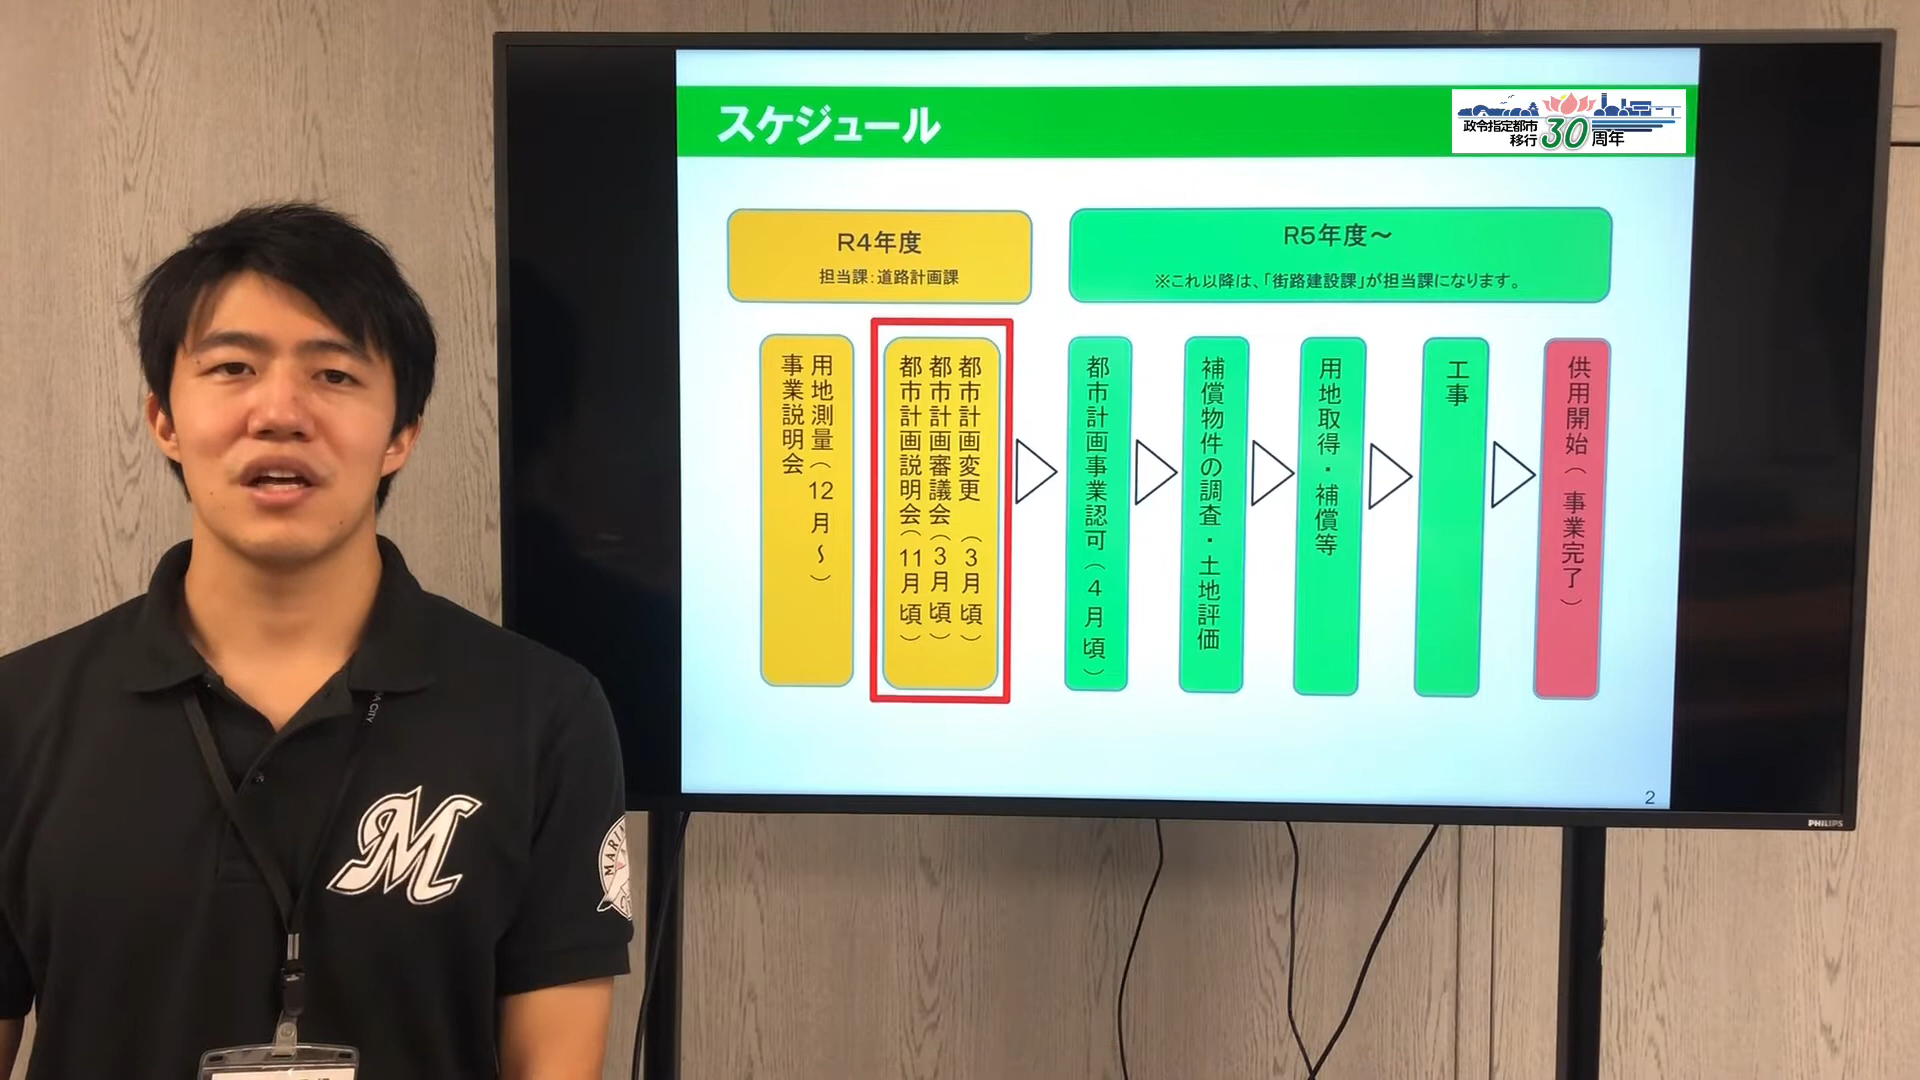 スケジュール
政令指定都市
移行30周年
R4年度
担当課：道路計画課
R5年度～
※これ以降は、「街路建設課」が担当課になります。
用地測量（12月～）
事業説明会
都市計画変更（3月頃）
都市計画審議会（3月頃）
都市計画説明会（11月頃）
都市計画事業認可（4月頃）
補償物件の調査・土地評価
用地取得・補償等
工事
供用開始（事業完了）
2
PHILIPS
M
A CITY
MARIN